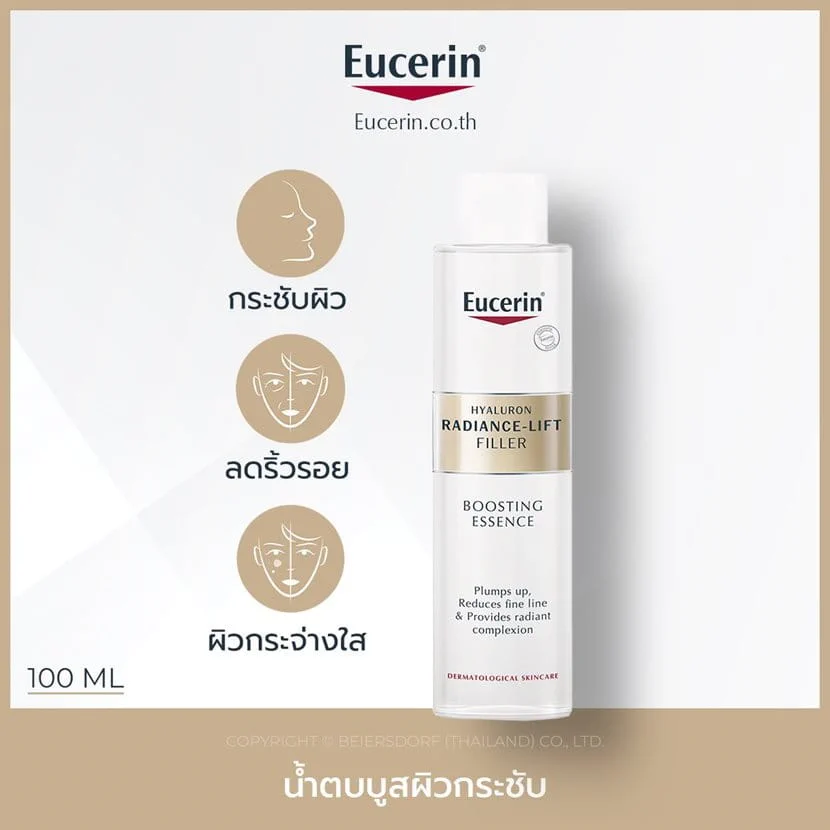 Eucerin®
Eucerin.co.th
กระชับผิว
ลดริ้วรอย
ผิวกระจ่างใส
100 ML
Eucerin®
HYALURON
RADIANCE-LIFT
FILLER
BOOSTING
ESSENCE
Plumps up,
Reduces fine line
& Provides radiant
complexion
DERMATOLOGICAL SKINCARE
COPYRIGHT © BEIERSDORF (THAILAND) CO., LTD.
น้ำตบบูสผิวกระชับ